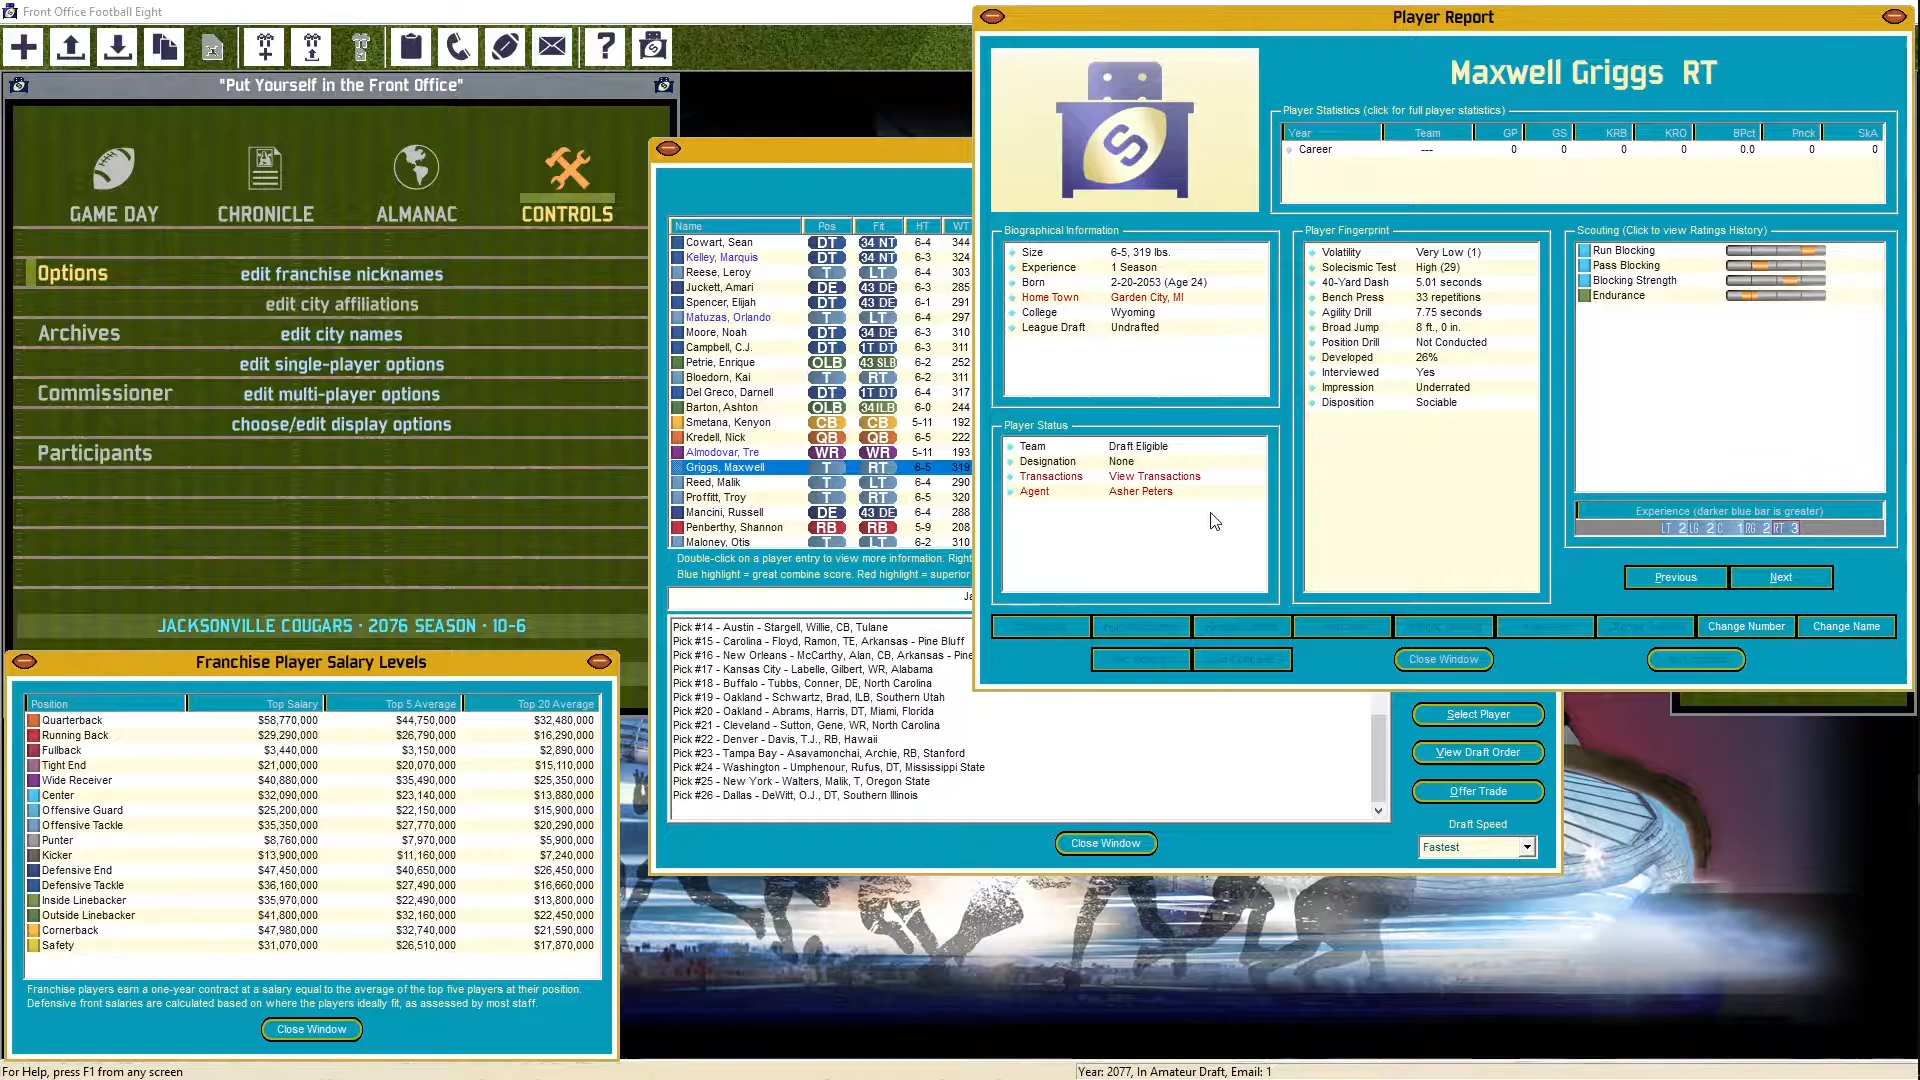 Front Office Football Eight
"Put Yourself in the Front Office"
GAME DAY
CHRONICLE
ALMANAC
CONTROLS
Options
Archives
Commissioner
Participants
edit franchise nicknames
edit city affiliations
edit city names
edit single-player options
edit multi-player options
choose/edit display options
JACKSONVILLE COUGARS · 2076 SEASON · 10-6
Franchise Player Salary Levels
Position Top Salary Top 5 Average Top 20 Average
Quarterback $58,770,000 $44,750,000 $32,480,000
Running Back $29,290,000 $26,790,000 $16,290,000
Fullback $3,440,000 $3,150,000 $2,890,000
Tight End $21,000,000 $20,070,000 $15,110,000
Wide Receiver $40,880,000 $35,490,000 $25,350,000
Center $32,090,000 $23,140,000 $13,880,000
Offensive Guard $25,200,000 $22,150,000 $15,900,000
Offensive Tackle $35,350,000 $27,770,000 $20,290,000
Punter $8,760,000 $7,970,000 $5,900,000
Kicker $13,900,000 $11,160,000 $7,240,000
Defensive End $47,450,000 $40,650,000 $26,450,000
Defensive Tackle $36,160,000 $27,490,000 $16,660,000
Inside Linebacker $35,970,000 $22,490,000 $13,800,000
Outside Linebacker $41,800,000 $32,160,000 $22,450,000
Cornerback $47,980,000 $32,740,000 $21,590,000
Safety $31,070,000 $26,510,000 $17,870,000
Franchise players earn a one-year contract at a salary equal to the average of the top five players at their position.
Defensive front salaries are calculated based on where the players ideally fit, as assessed by most staff.
Close Window
Name Pos Fit HT WT
Cowart, Sean DT 34 NT 6-4 344
Kelley, Marquis DT 34 NT 6-3 324
Reese, Leroy T LT 6-4 303
Juckett, Amari DE 43 DE 6-3 285
Spencer, Elijah DT 43 DE 6-1 291
Matuzas, Orlando T LT 6-4 297
Moore, Noah DT 34 DE 6-3 310
Campbell, C.J. DT 1T DT 6-3 311
Petrie, Enrique OLB 43 SLB 6-2 252
Bloedorn, Kai T RT 6-2 311
Del Greco, Darnell DT 1T DT 6-4 317
Barton, Ashton OLB 34ILB 6-0 244
Smetana, Kenyon CB CB 5-11 192
Kredell, Nick QB QB 6-5 222
Almodovar, Tre WR WR 5-11 193
Griggs, Maxwell T RT 6-5 319
Reed, Malik T LT 6-4 290
Proffitt, Troy T RT 6-5 320
Mancini, Russell DE 43 DE 6-4 288
Penberthy, Shannon RB RB 5-9 208
Maloney, Otis T LT 6-2 310
Double-click on a player entry to view more information. Right
Blue highlight = great combine score. Red highlight = superior
Ja
Pick #14 - Austin - Stargell, Willie, CB, Tulane
Pick #15 - Carolina - Floyd, Ramon, TE, Arkansas - Pine Bluff
Pick #16 - New Orleans - McCarthy, Alan, CB, Arkansas - Pine
Pick #17 - Kansas City - Labelle, Gilbert, WR, Alabama
Pick #18 - Buffalo - Tubbs, Conner, DE, North Carolina
Pick #19 - Oakland - Schwartz, Brad, ILB, Southern Utah
Pick #20 - Oakland - Abrams, Harris, DT, Miami, Florida
Pick #21 - Cleveland - Sutton, Gene, WR, North Carolina
Pick #22 - Denver - Davis, T.J., RB, Hawaii
Pick #23 - Tampa Bay - Asavamonchai, Archie, RB, Stanford
Pick #24 - Washington - Umphenour, Rufus, DT, Mississippi State
Pick #25 - New York - Walters, Malik, T, Oregon State
Pick #26 - Dallas - DeWitt, O.J., DT, Southern Illinois
Close Window
Select Player
View Draft Order
Offer Trade
Draft Speed
Fastest
Player Report
Maxwell Griggs RT
Player Statistics (click for full player statistics)
Year Team GP GS KRB KRO BPct Pnck SkA
Career --- 0 0 0 0 0.0 0 0
Biographical Information
Size 6-5, 319 lbs.
Experience 1 Season
Born 2-20-2053 (Age 24)
Home Town Garden City, MI
College Wyoming
League Draft Undrafted
Player Status
Team Draft Eligible
Designation None
Transactions View Transactions
Agent Asher Peters
Player Fingerprint
Volatility Very Low (1)
Solecismic Test High (29)
40-Yard Dash 5.01 seconds
Bench Press 33 repetitions
Agility Drill 7.75 seconds
Broad Jump 8 ft., 0 in.
Position Drill Not Conducted
Developed 26%
Interviewed Yes
Impression Underrated
Disposition Sociable
Scouting (Click to view Ratings History)
Run Blocking
Pass Blocking
Blocking Strength
Endurance
Experience (darker blue bar is greater)
LT 2 LG 2 C 1 RG 2 RT 3
Previous Next
Change Number Change Name
Close Window
For Help, press F1 from any screen
Year: 2077, In Amateur Draft, Email: 1